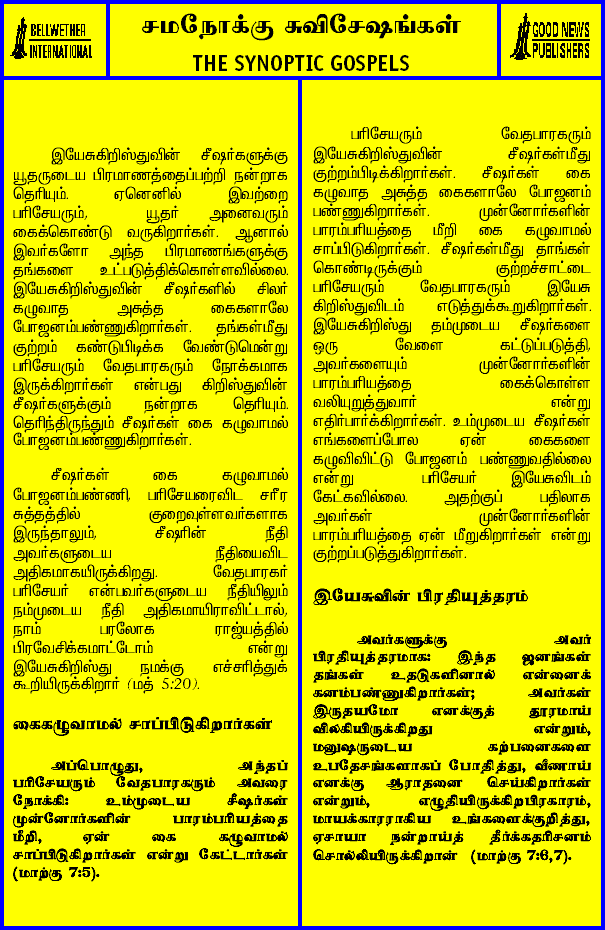 BELLWETHER
INTERNATIONAL
சமநோக்கு சுவிசேஷங்கள்
THE SYNOPTIC GOSPELS
GOOD NEWS
PUBLISHERS
இயேசுகிறிஸ்துவின் சீஷர்களுக்கு
யூதருடைய பிரமாணத்தைப்பற்றி நன்றாக
தெரியும். ஏனெனில் இவற்றை
பரிசேயரும், யூதர் அனைவரும்
கைக்கொண்டு வருகிறார்கள். ஆனால்
இவர்களோ அந்த பிரமாணங்களுக்கு
தங்களை உட்படுத்திக்கொள்ளவில்லை.
இயேசுகிறிஸ்துவின் சீஷர்களில் சிலர்
கழுவாத அசுத்த கைகளாலே
போஜனம்பண்ணுகிறார்கள். தங்கள்மீது
குற்றம் கண்டுபிடிக்க வேண்டுமென்று
பரிசேயரும் வேதபாரகரும் நோக்கமாக
இருக்கிறார்கள் என்பது கிறிஸ்துவின்
சீஷர்களுக்கும் நன்றாக தெரியும்.
தெரிந்திருந்தும் சீஷர்கள் கை கழுவாமல்
போஜனம்பண்ணுகிறார்கள்.
சீஷர்கள் கை கழுவாமல்
போஜனம்பண்ணி, பரிசேயரைவிட சரீர
சுத்தத்தில் குறைவுள்ளவர்களாக
இருந்தாலும், சீஷரின் நீதி
அவர்களுடைய நீதியைவிட
அதிகமாகயிருக்கிறது. வேதபாரகர்
பரிசேயர் என்பவர்களுடைய நீதியிலும்
நம்முடைய நீதி அதிகமாயிராவிட்டால்,
நாம் பரலோக ராஜ்யத்தில்
பிரவேசிக்கமாட்டோம் என்று
இயேசுகிறிஸ்து நமக்கு எச்சரித்துக்
கூறியிருக்கிறார் (மத் 5:20).
கைகழுவாமல் சாப்பிடுகிறார்கள்
அப்பொழுது, அந்தப்
பரிசேயரும் வேதபாரகரும் அவரை
நோக்கி: உம்முடைய சீஷர்கள்
முன்னோர்களின் பாரம்பரியத்தை
மீறி, ஏன் கை கழுவாமல்
சாப்பிடுகிறார்கள் என்று கேட்டார்கள்
(மாற்கு 7:5).
பரிசேயரும் வேதபாரகரும்
இயேசுகிறிஸ்துவின் சீஷர்கள்மீது
குற்றம்பிடிக்கிறார்கள். சீஷர்கள் கை
கழுவாத அசுத்த கைகளாலே போஜனம்
பண்ணுகிறார்கள். முன்னோர்களின்
பாரம்பரியத்தை மீறி கை கழுவாமல்
சாப்பிடுகிறார்கள். சீஷர்கள்மீது தாங்கள்
கொண்டிருக்கும் குற்றச்சாட்டை
பரிசேயரும் வேதபாரகரும் இயேசு
கிறிஸ்துவிடம் எடுத்துக்கூறுகிறார்கள்.
இயேசுகிறிஸ்து தம்முடைய சீஷர்களை
ஒரு வேளை கட்டுப்படுத்தி,
அவர்களையும் முன்னோர்களின்
பாரம்பரியத்தை கைக்கொள்ள
வலியுறுத்துவார் என்று
எதிர்பார்க்கிறார்கள். உம்முடைய சீஷர்கள்
எங்களைப்போல ஏன் கைகளை
கழுவிவிட்டு போஜனம் பண்ணுவதில்லை
என்று பரிசேயர் இயேசுவிடம்
கேட்கவில்லை. அதற்குப் பதிலாக
அவர்கள் முன்னோர்களின்
பாரம்பரியத்தை ஏன் மீறுகிறார்கள் என்று
குற்றப்படுத்துகிறார்கள்.
இயேசுவின் பிரதியுத்தரம்
அவர்களுக்கு அவர்
பிரதியுத்தரமாக: இந்த ஜனங்கள்
தங்கள் உதடுகளினால் என்னைக்
கனம்பண்ணுகிறார்கள்; அவர்கள்
இருதயமோ எனக்குத் தூரமாய்
விலகியிருக்கிறது என்றும்,
மனுஷருடைய கற்பனைகளை
உபதேசங்களாகப் போதித்து, வீணாய்
எனக்கு ஆராதனை செய்கிறார்கள்
என்றும், எழுதியிருக்கிறபிரகாரம்,
மாயக்காரராகிய உங்களைக்குறித்து,
ஏசாயா நன்றாய்த் தீர்க்கதரிசனம்
சொல்லியிருக்கிறான் (மாற்கு 7:6,7).